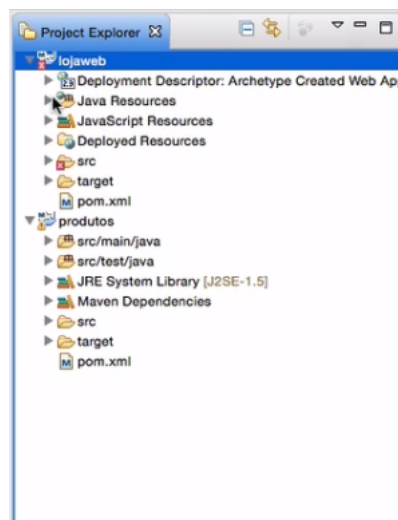 Project Explorer
lojaweb
Deployment Descriptor: Archetype Created Web Ap
Java Resources
JavaScript Resources
Deployed Resources
src
target
pom.xml
produtos
src/main/java
src/test/java
JRE System Library [J2SE-1.5]
Maven Dependencies
src
target
pom.xml